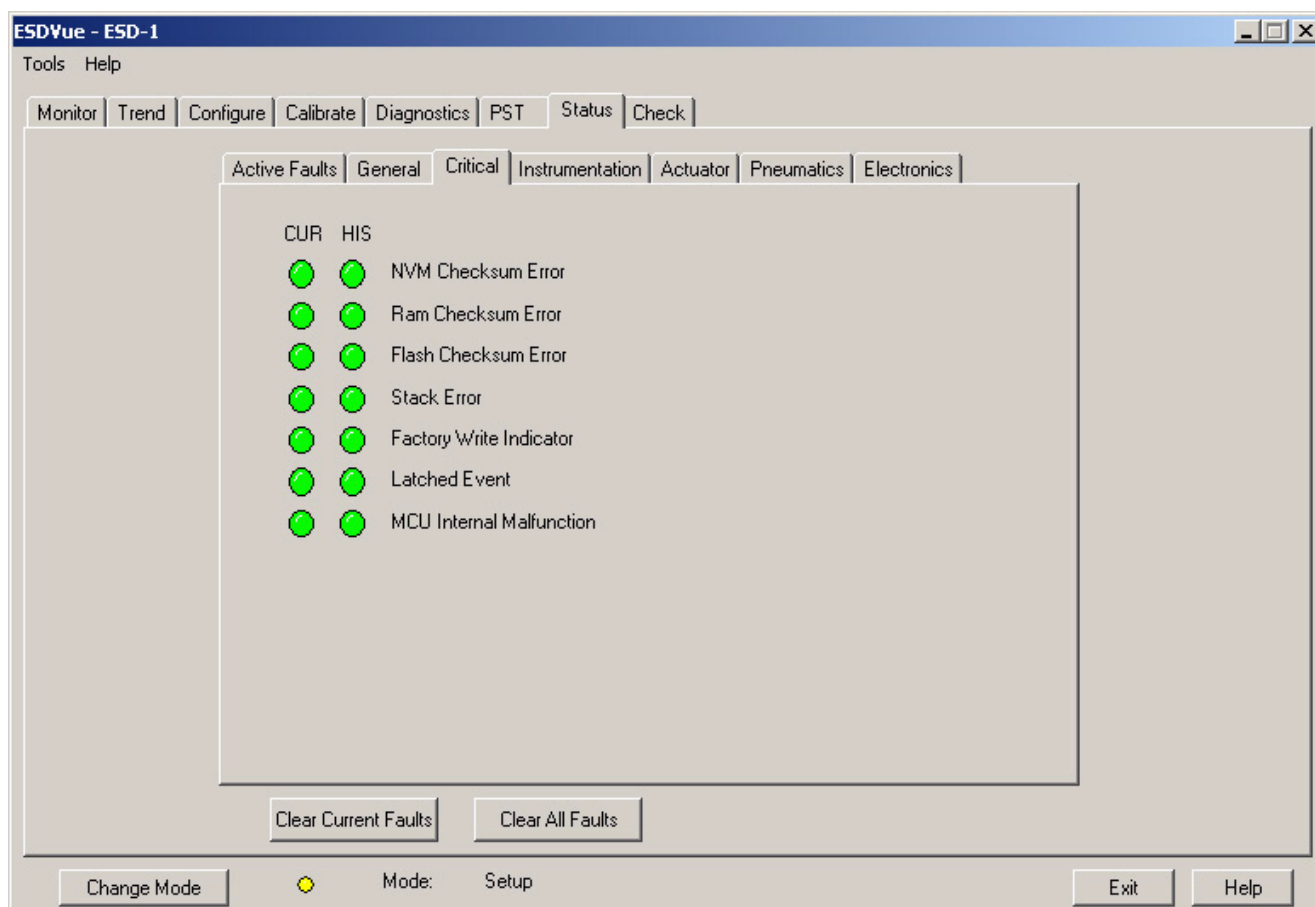 ESDVue - ESD-1
Tools Help
Monitor Trend Configure Calibrate Diagnostics PST Status Check
Active Faults General Critical Instrumentation Actuator Pneumatics Electronics
CUR HIS
NVM Checksum Error
Ram Checksum Error
Flash Checksum Error
Stack Error
Factory Write Indicator
Latched Event
MCU Internal Malfunction
Clear Current Faults Clear All Faults
Change Mode Mode: Setup Exit Help